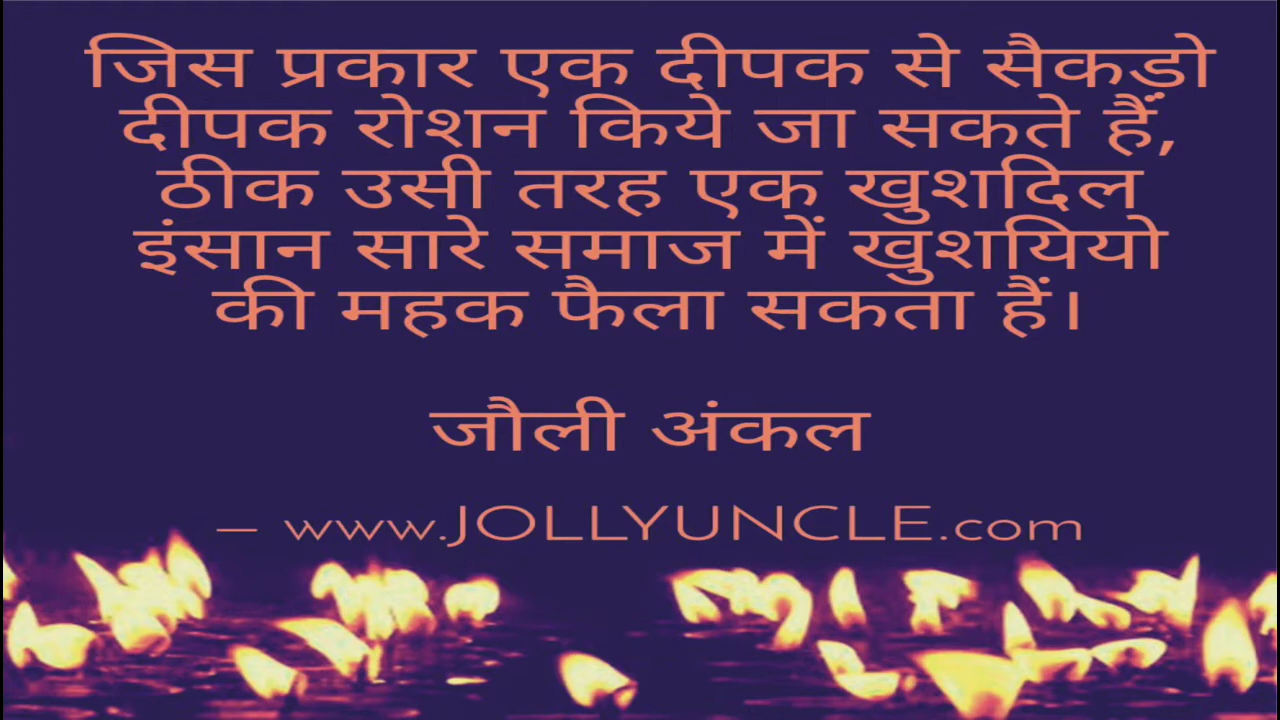 जिस प्रकार एक दीपक से सैकड़ो
दीपक रोशन किये जा सकते हैं,
ठीक उसी तरह एक खुशदिल
इंसान सारे समाज में खुशयियो
की महक फैला सकता हैं।
जौली अंकल
– www.JOLLYUNCLE.com